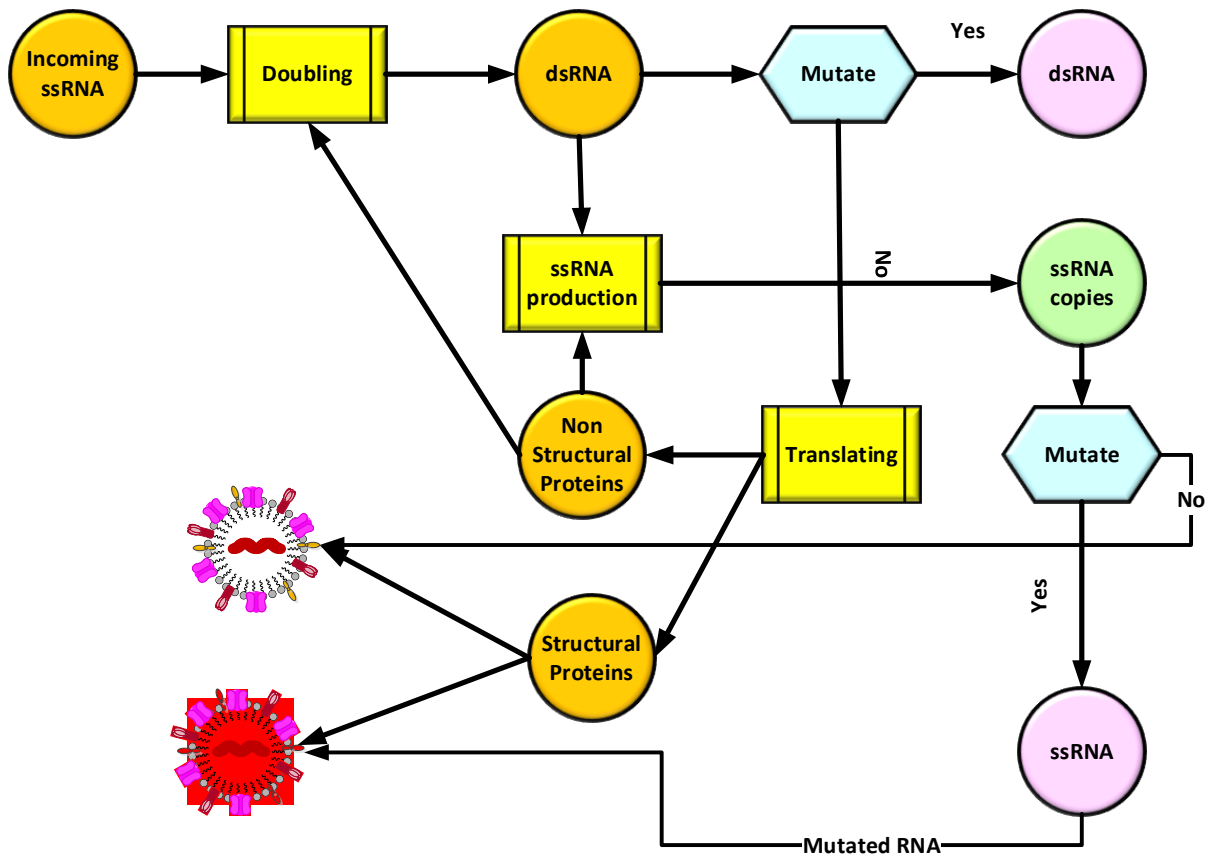 Incoming
ssRNA
Doubling
dsRNA
Mutate
Yes
dsRNA
ssRNA
production
No
ssRNA
copies
Non
Structural
Proteins
Translating
Mutate
No
Yes
Structural
Proteins
ssRNA
Mutated RNA